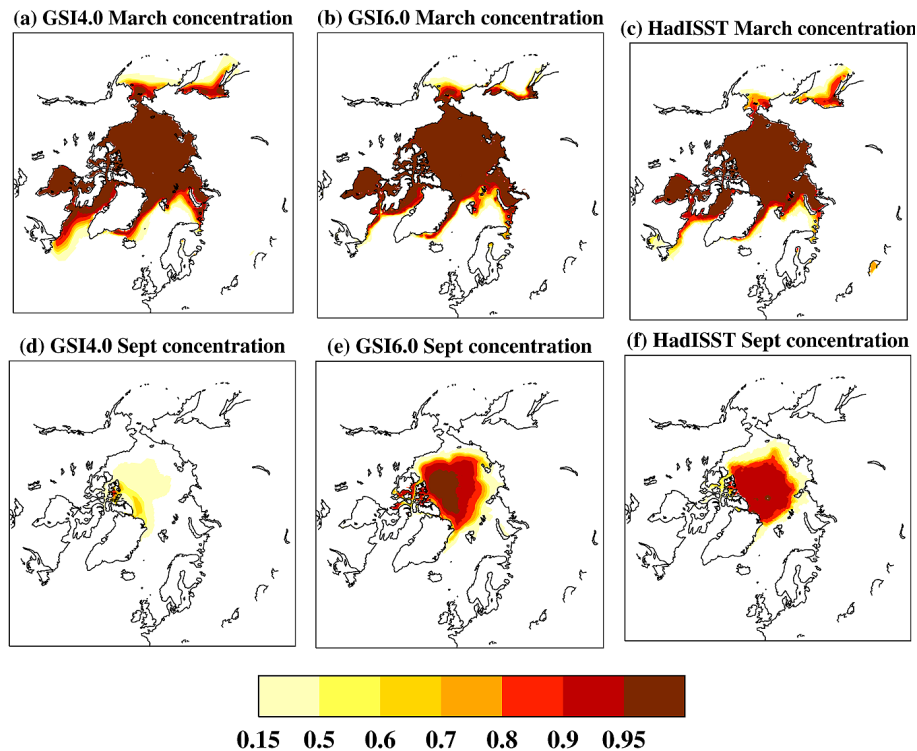 (a) GSI4.0 March concentration
(b) GSI6.0 March concentration
(c) HadISST March concentration
(d) GSI4.0 Sept concentration
(e) GSI6.0 Sept concentration
(f) HadISST Sept concentration
0.15 0.5 0.6 0.7 0.8 0.9 0.95